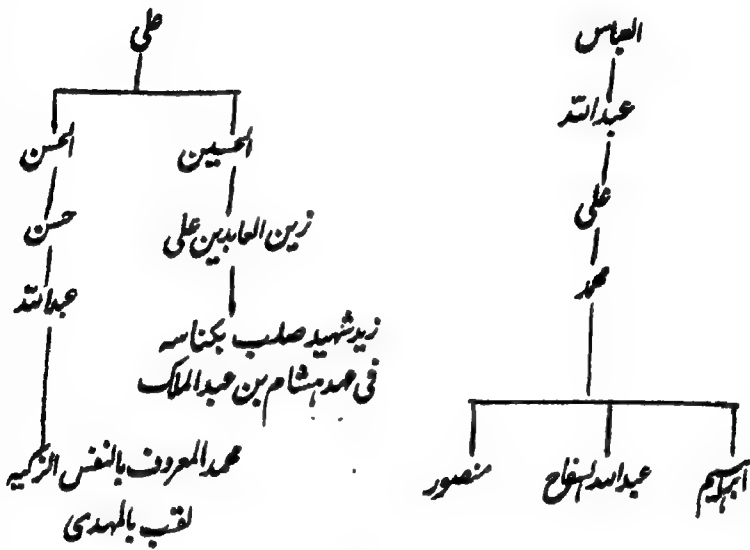 العباس
عبداللہ
علی
محمد
ابراہیم
عبداللہ السفاح
منصور
علی
الحسین
الحسن
زین العابدین علی
حسن
عبداللہ
زید شہید صلب بکناسہ
فی عہد ہشام بن عبدالملک
محمد المعروف بالنفس الزکیہ
لقب بالمہدی